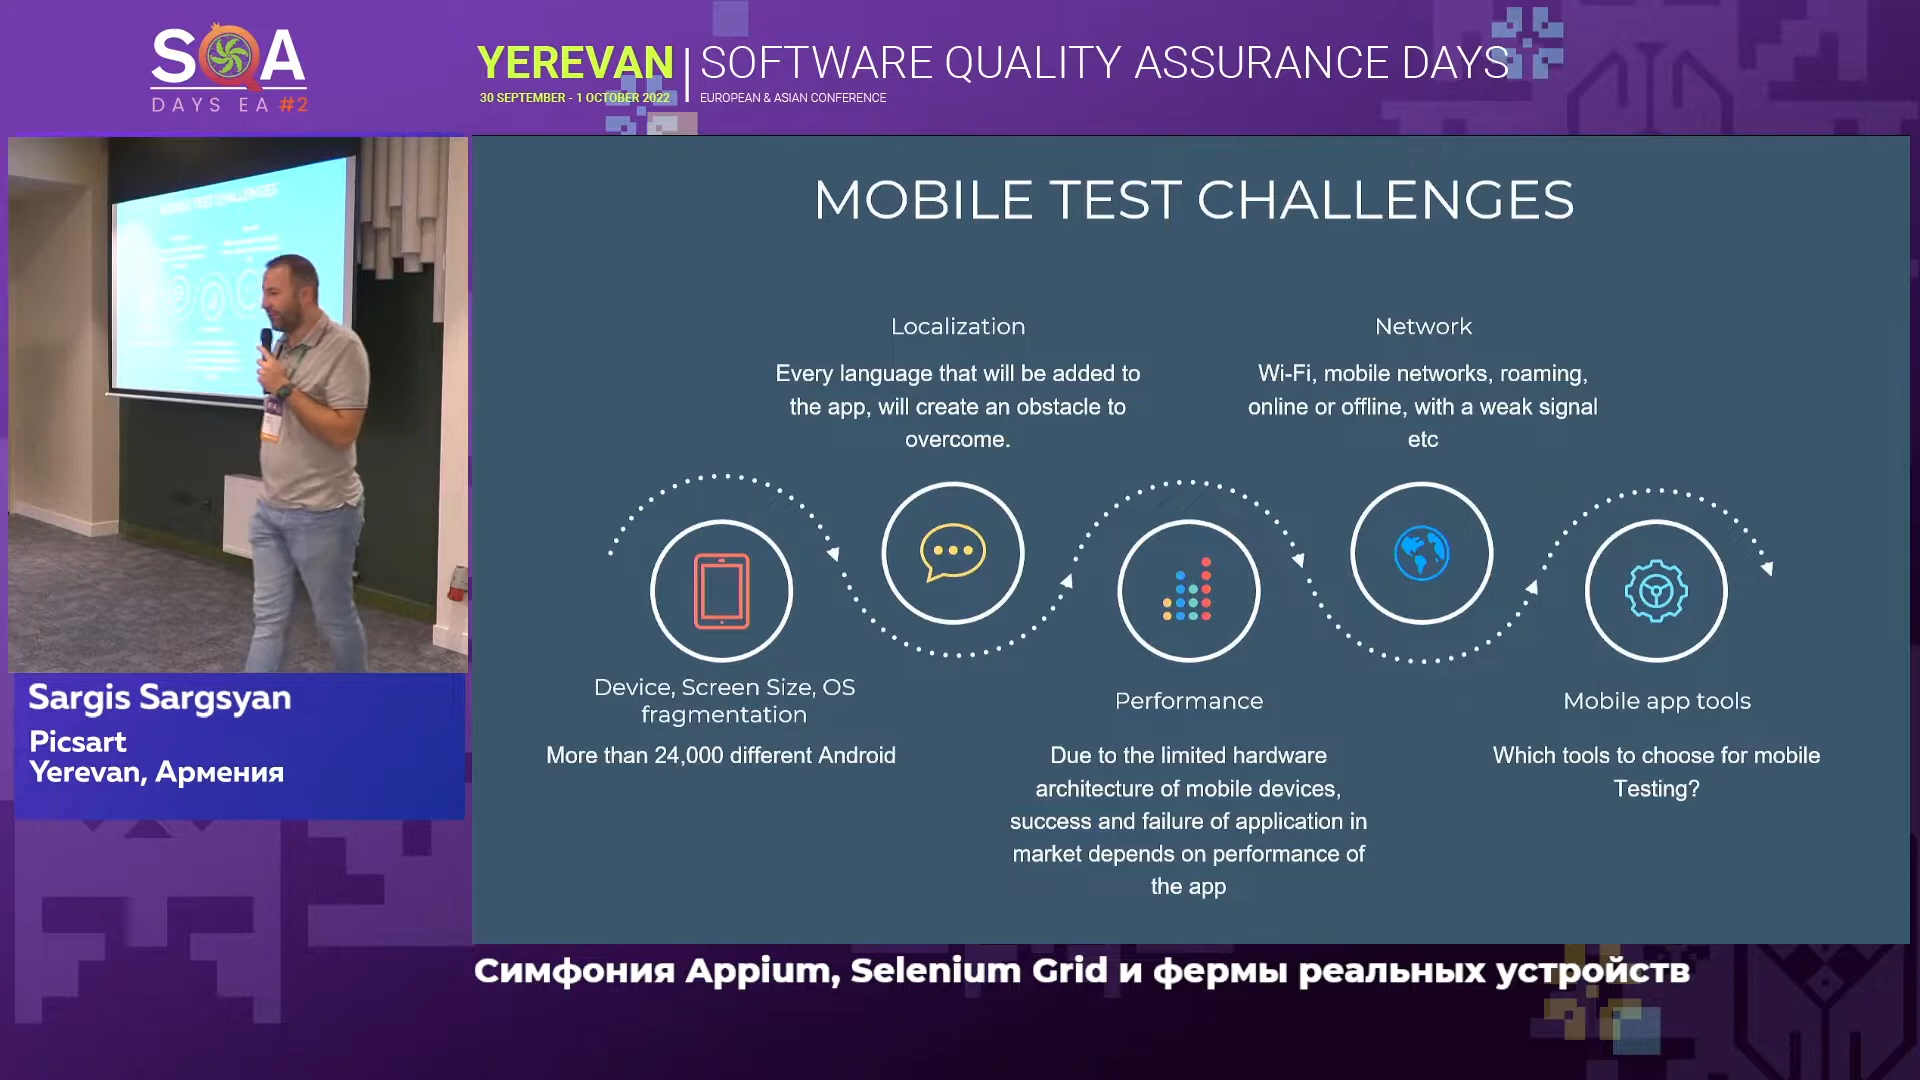 SQA
DAYS EA #2
YEREVAN
30 SEPTEMBER - 1 OCTOBER 2022
SOFTWARE QUALITY ASSURANCE DAYS
EUROPEAN & ASIAN CONFERENCE
MOBILE TEST CHALLENGES
MOBILE TEST CHALLENGES
Localization
Every language that will be added to
the app, will create an obstacle to
overcome.
Network
Wi-Fi, mobile networks, roaming,
online or offline, with a weak signal
etc
Device, Screen Size, OS
fragmentation
More than 24,000 different Android
Performance
Due to the limited hardware
architecture of mobile devices,
success and failure of application in
market depends on performance of
the app
Mobile app tools
Which tools to choose for mobile
Testing?
Sargis Sargsyan
Picsart
Yerevan, Армения
Симфония Appium, Selenium Grid и фермы реальных устройств